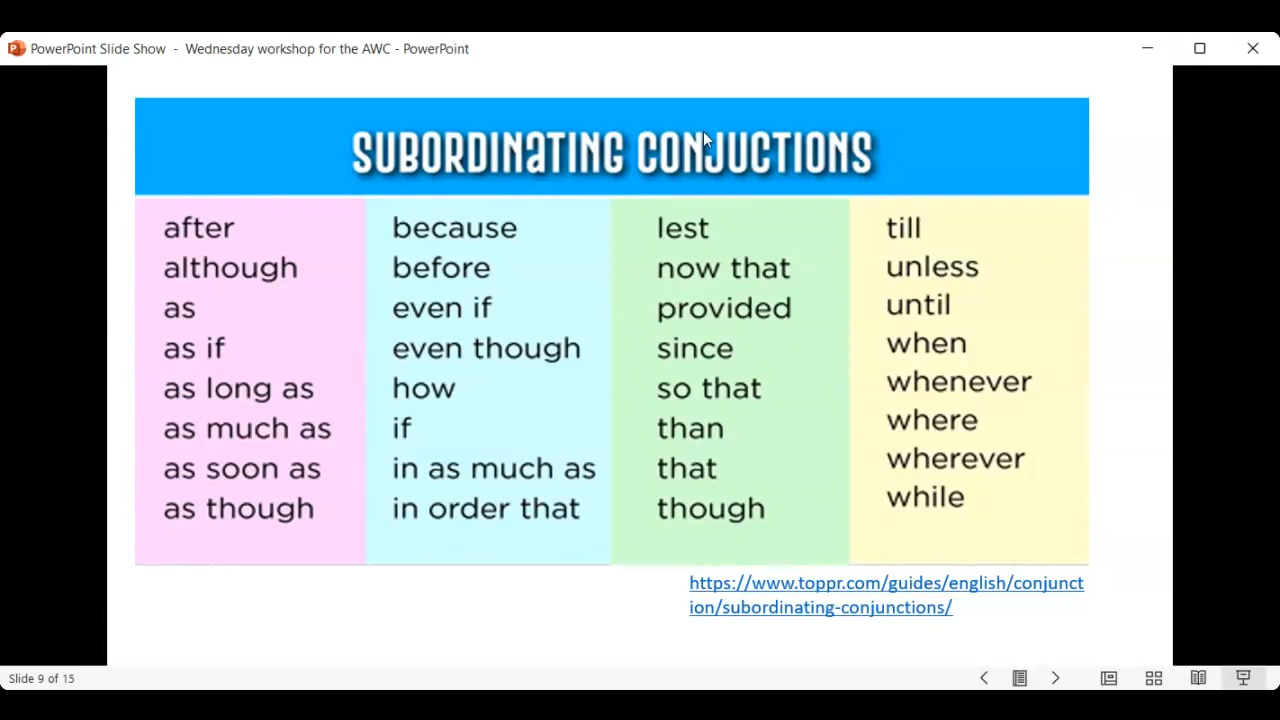 PowerPoint Slide Show - Wednesday workshop for the AWC - PowerPoint
SUBORDINATING CONJUCTIONS
after
although
as
as if
as long as
as much as
as soon as
as though
because
before
even if
even though
how
if
in as much as
in order that
lest
now that
provided
since
so that
than
that
though
till
unless
until
when
whenever
where
wherever
while
https://www.toppr.com/guides/english/conjunct
ion/subordinating-conjunctions/
Slide 9 of 15